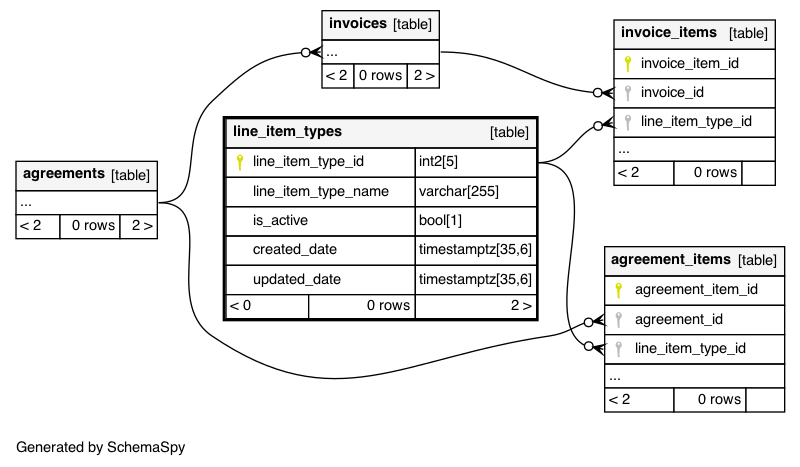 invoices [table]
...
< 2 0 rows 2 >
invoice_items [table]
invoice_item_id
invoice_id
line_item_type_id
...
< 2 0 rows
line_item_types [table]
line_item_type_id int2[5]
line_item_type_name varchar[255]
is_active bool[1]
created_date timestamptz[35,6]
updated_date timestamptz[35,6]
< 0 0 rows 2 >
agreements [table]
...
< 2 0 rows 2 >
agreement_items [table]
agreement_item_id
agreement_id
line_item_type_id
...
< 2 0 rows
Generated by SchemaSpy